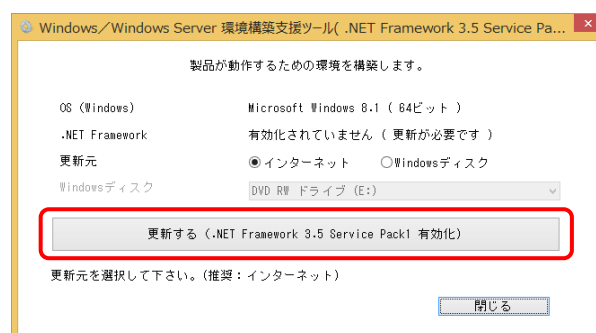 Windows／Windows Server 環境構築支援ツール( .NET Framework 3.5 Service Pa...
製品が動作するための環境を構築します。
OS (Windows) Microsoft Windows 8.1 ( 64ビット )
.NET Framework 有効化されていません ( 更新が必要です )
更新元 インターネット Windowsディスク
Windowsディスク DVD RW ドライブ (E:)
更新する (.NET Framework 3.5 Service Pack1 有効化)
更新元を選択して下さい。(推奨：インターネット)
閉じる